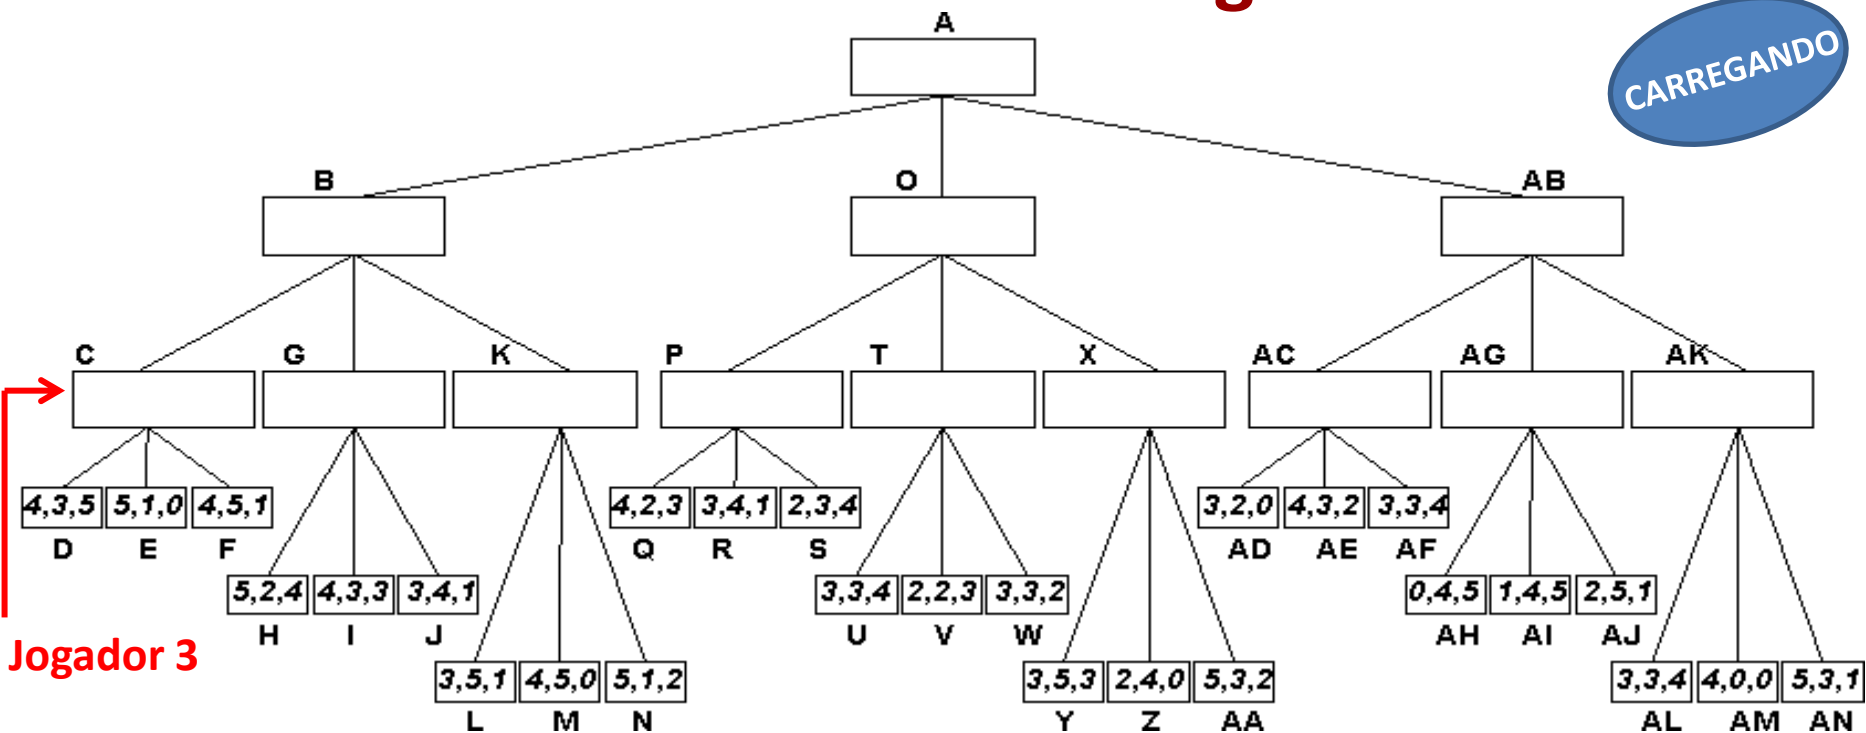 A
CARREGANDO
B O AB
C G K P T X AC AG AK
4,3,5 5,1,0 4,5,1 4,2,3 3,4,1 2,3,4 3,2,0 4,3,2 3,3,4
D E F Q R S AD AE AF
5,2,4 4,3,3 3,4,1 3,3,4 2,2,3 3,3,2 0,4,5 1,4,5 2,5,1
H I J U V W AH AI AJ
Jogador 3
3,5,1 4,5,0 5,1,2 3,5,3 2,4,0 5,3,2 3,3,4 4,0,0 5,3,1
L M N Y Z AA AL AM AN